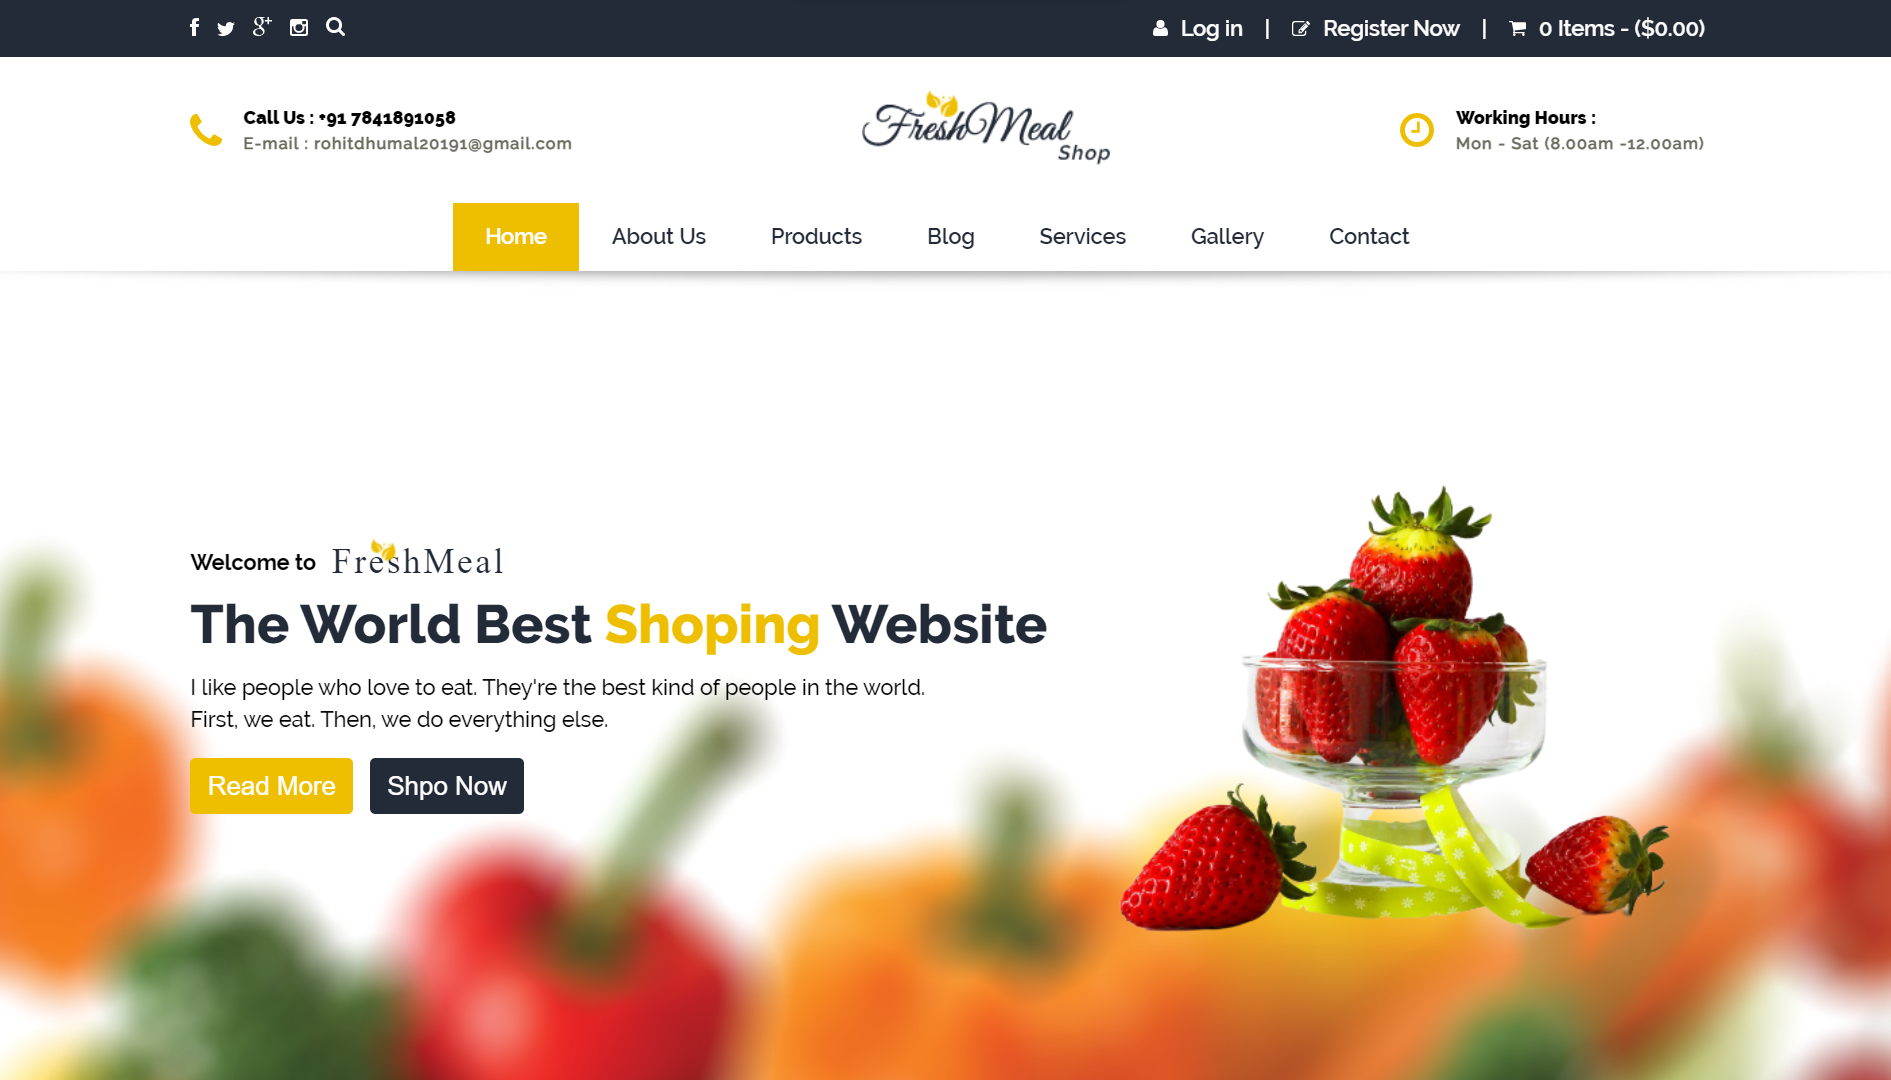 Log in | Register Now | 0 Items - ($0.00)
Call Us : +91 7841891058
E-mail : rohitdhumal20191@gmail.com
FreshMeal
Shop
Working Hours :
Mon - Sat (8.00am -12.00am)
Home About Us Products Blog Services Gallery Contact
Welcome to FreshMeal
The World Best Shoping Website
I like people who love to eat. They're the best kind of people in the world.
First, we eat. Then, we do everything else.
Read More Shpo Now